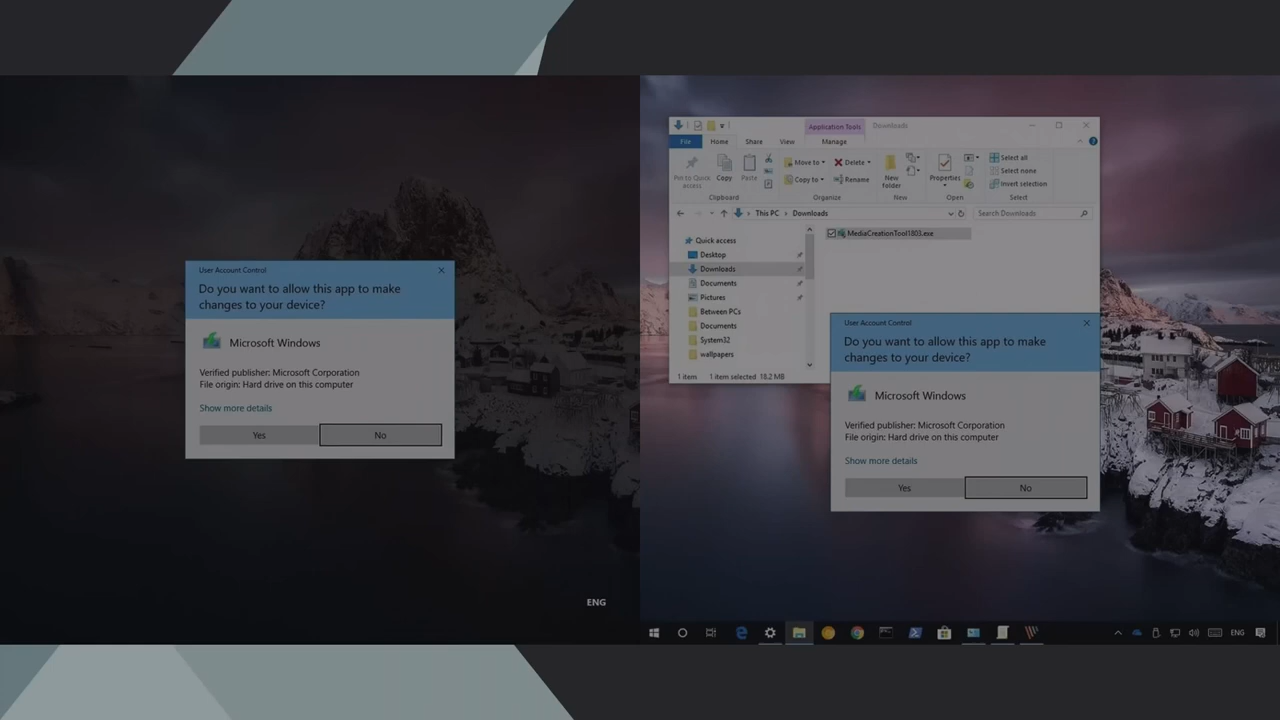 User Account Control
Do you want to allow this app to make
changes to your device?
Microsoft Windows
Verified publisher: Microsoft Corporation
File origin: Hard drive on this computer
Show more details
Yes
No
ENG
Application Tools
Downloads
File
Home
Share
View
Manage
Pin to Quick
access
Copy
Paste
Clipboard
Move to
Copy to
Delete
Rename
Organize
New
folder
New
Properties
Open
Select all
Select none
Invert selection
Select
This PC
Downloads
Search Downloads
Quick access
Desktop
Downloads
Documents
Pictures
Between PCs
Documents
System32
wallpapers
MediaCreationTool1803.exe
1 item
1 item selected 18.2 MB
User Account Control
Do you want to allow this app to make
changes to your device?
Microsoft Windows
Verified publisher: Microsoft Corporation
File origin: Hard drive on this computer
Show more details
Yes
No
ENG